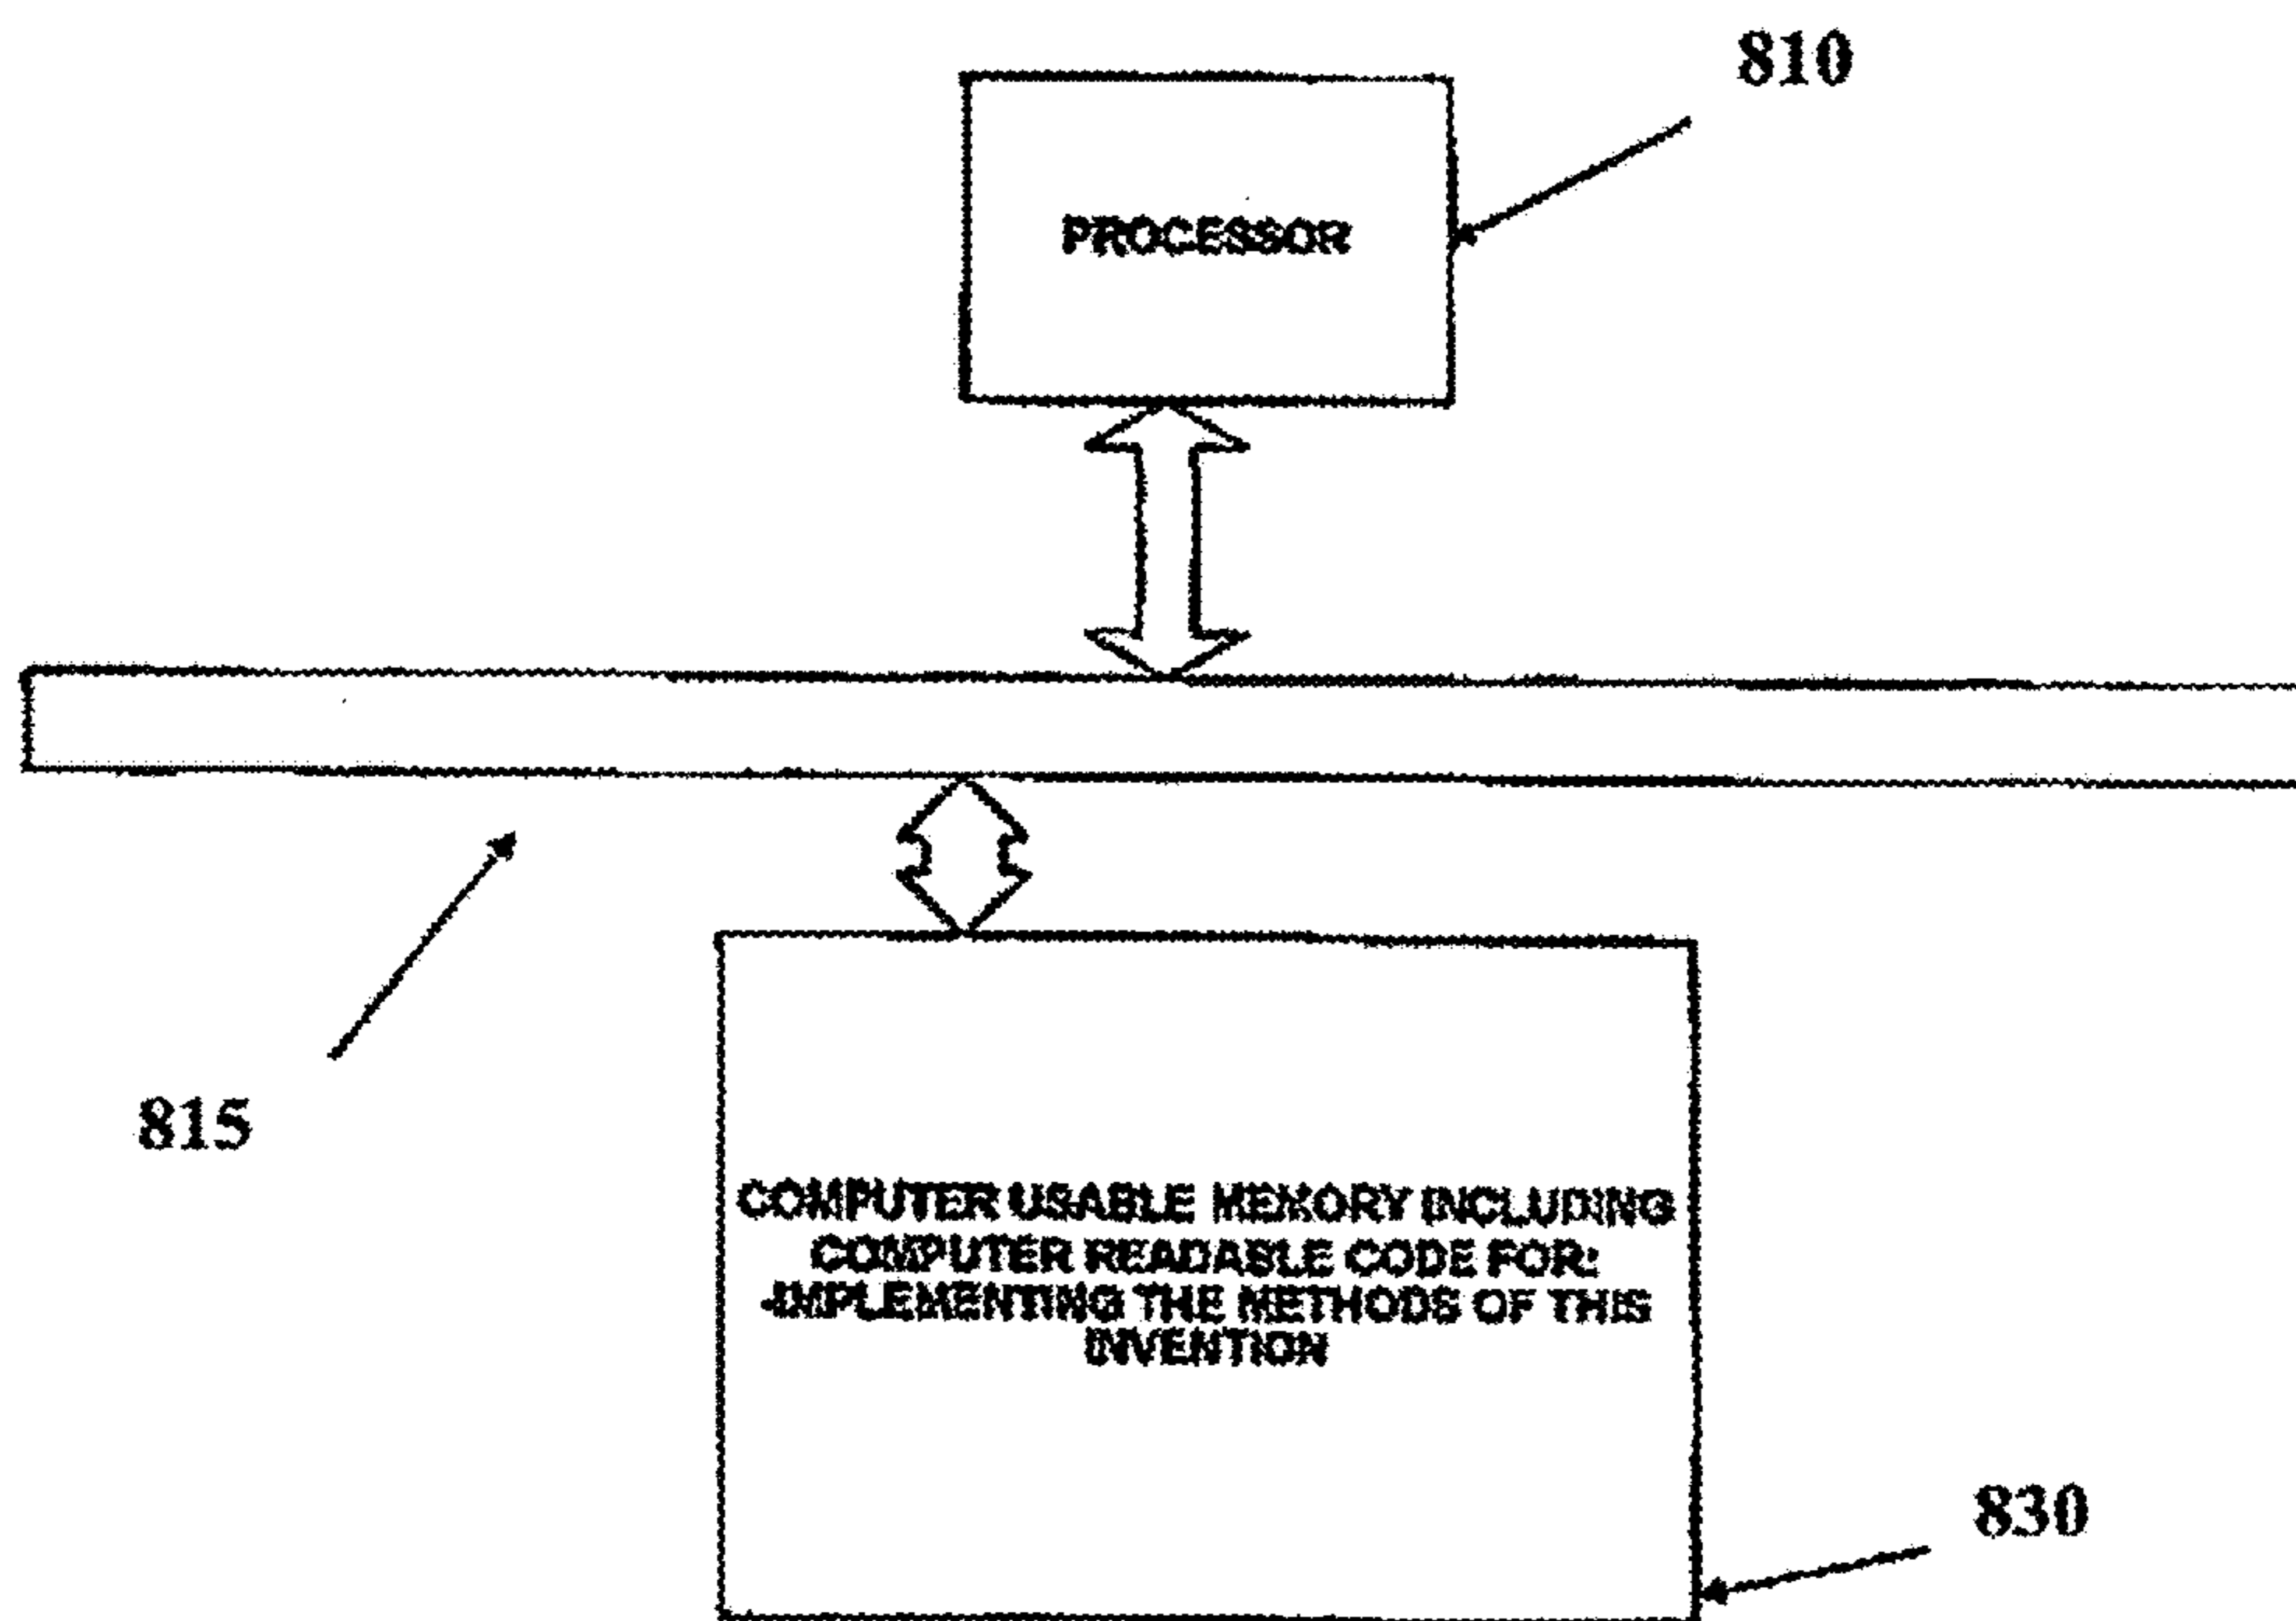 810
PROCESSOR
815
COMPUTER USABLE MEMORY INCLUDING
COMPUTER READABLE CODE FOR:
-IMPLEMENTING THE METHODS OF THIS
INVENTION
830